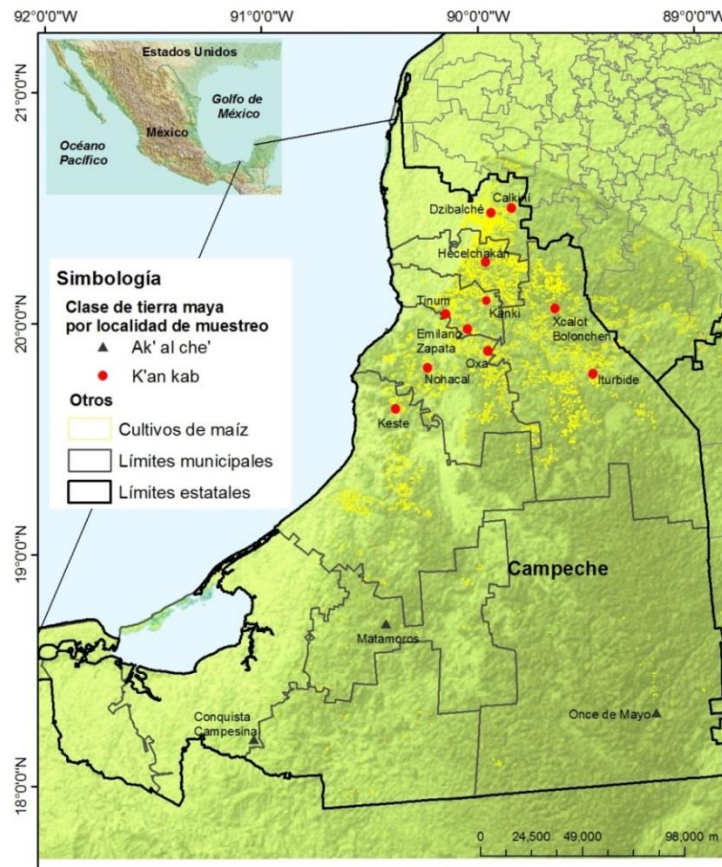 92°0'0"W
91°0'0"W
90°0'0"W
89°0'0"W
21°0'0"N
20°0'0"N
19°0'0"N
18°0'0"N
Estados Unidos
Golfo de
México
México
Océano
Pacífico
Simbología
Clase de tierra maya
por localidad de muestreo
Ak' al che'
K'an kab
Otros
Cultivos de maíz
Límites municipales
Límites estatales
Calkiní
Dzibalché
Hecelchakán
Tinum
Kanki
Xcalot
Bolonchen
Emilano
Zapata
Oxa
Nohacal
Iturbide
Keste
Campeche
Matamoros
Conquista
Campesina
Once de Mayo
0 24,500 49,000 98,000 m